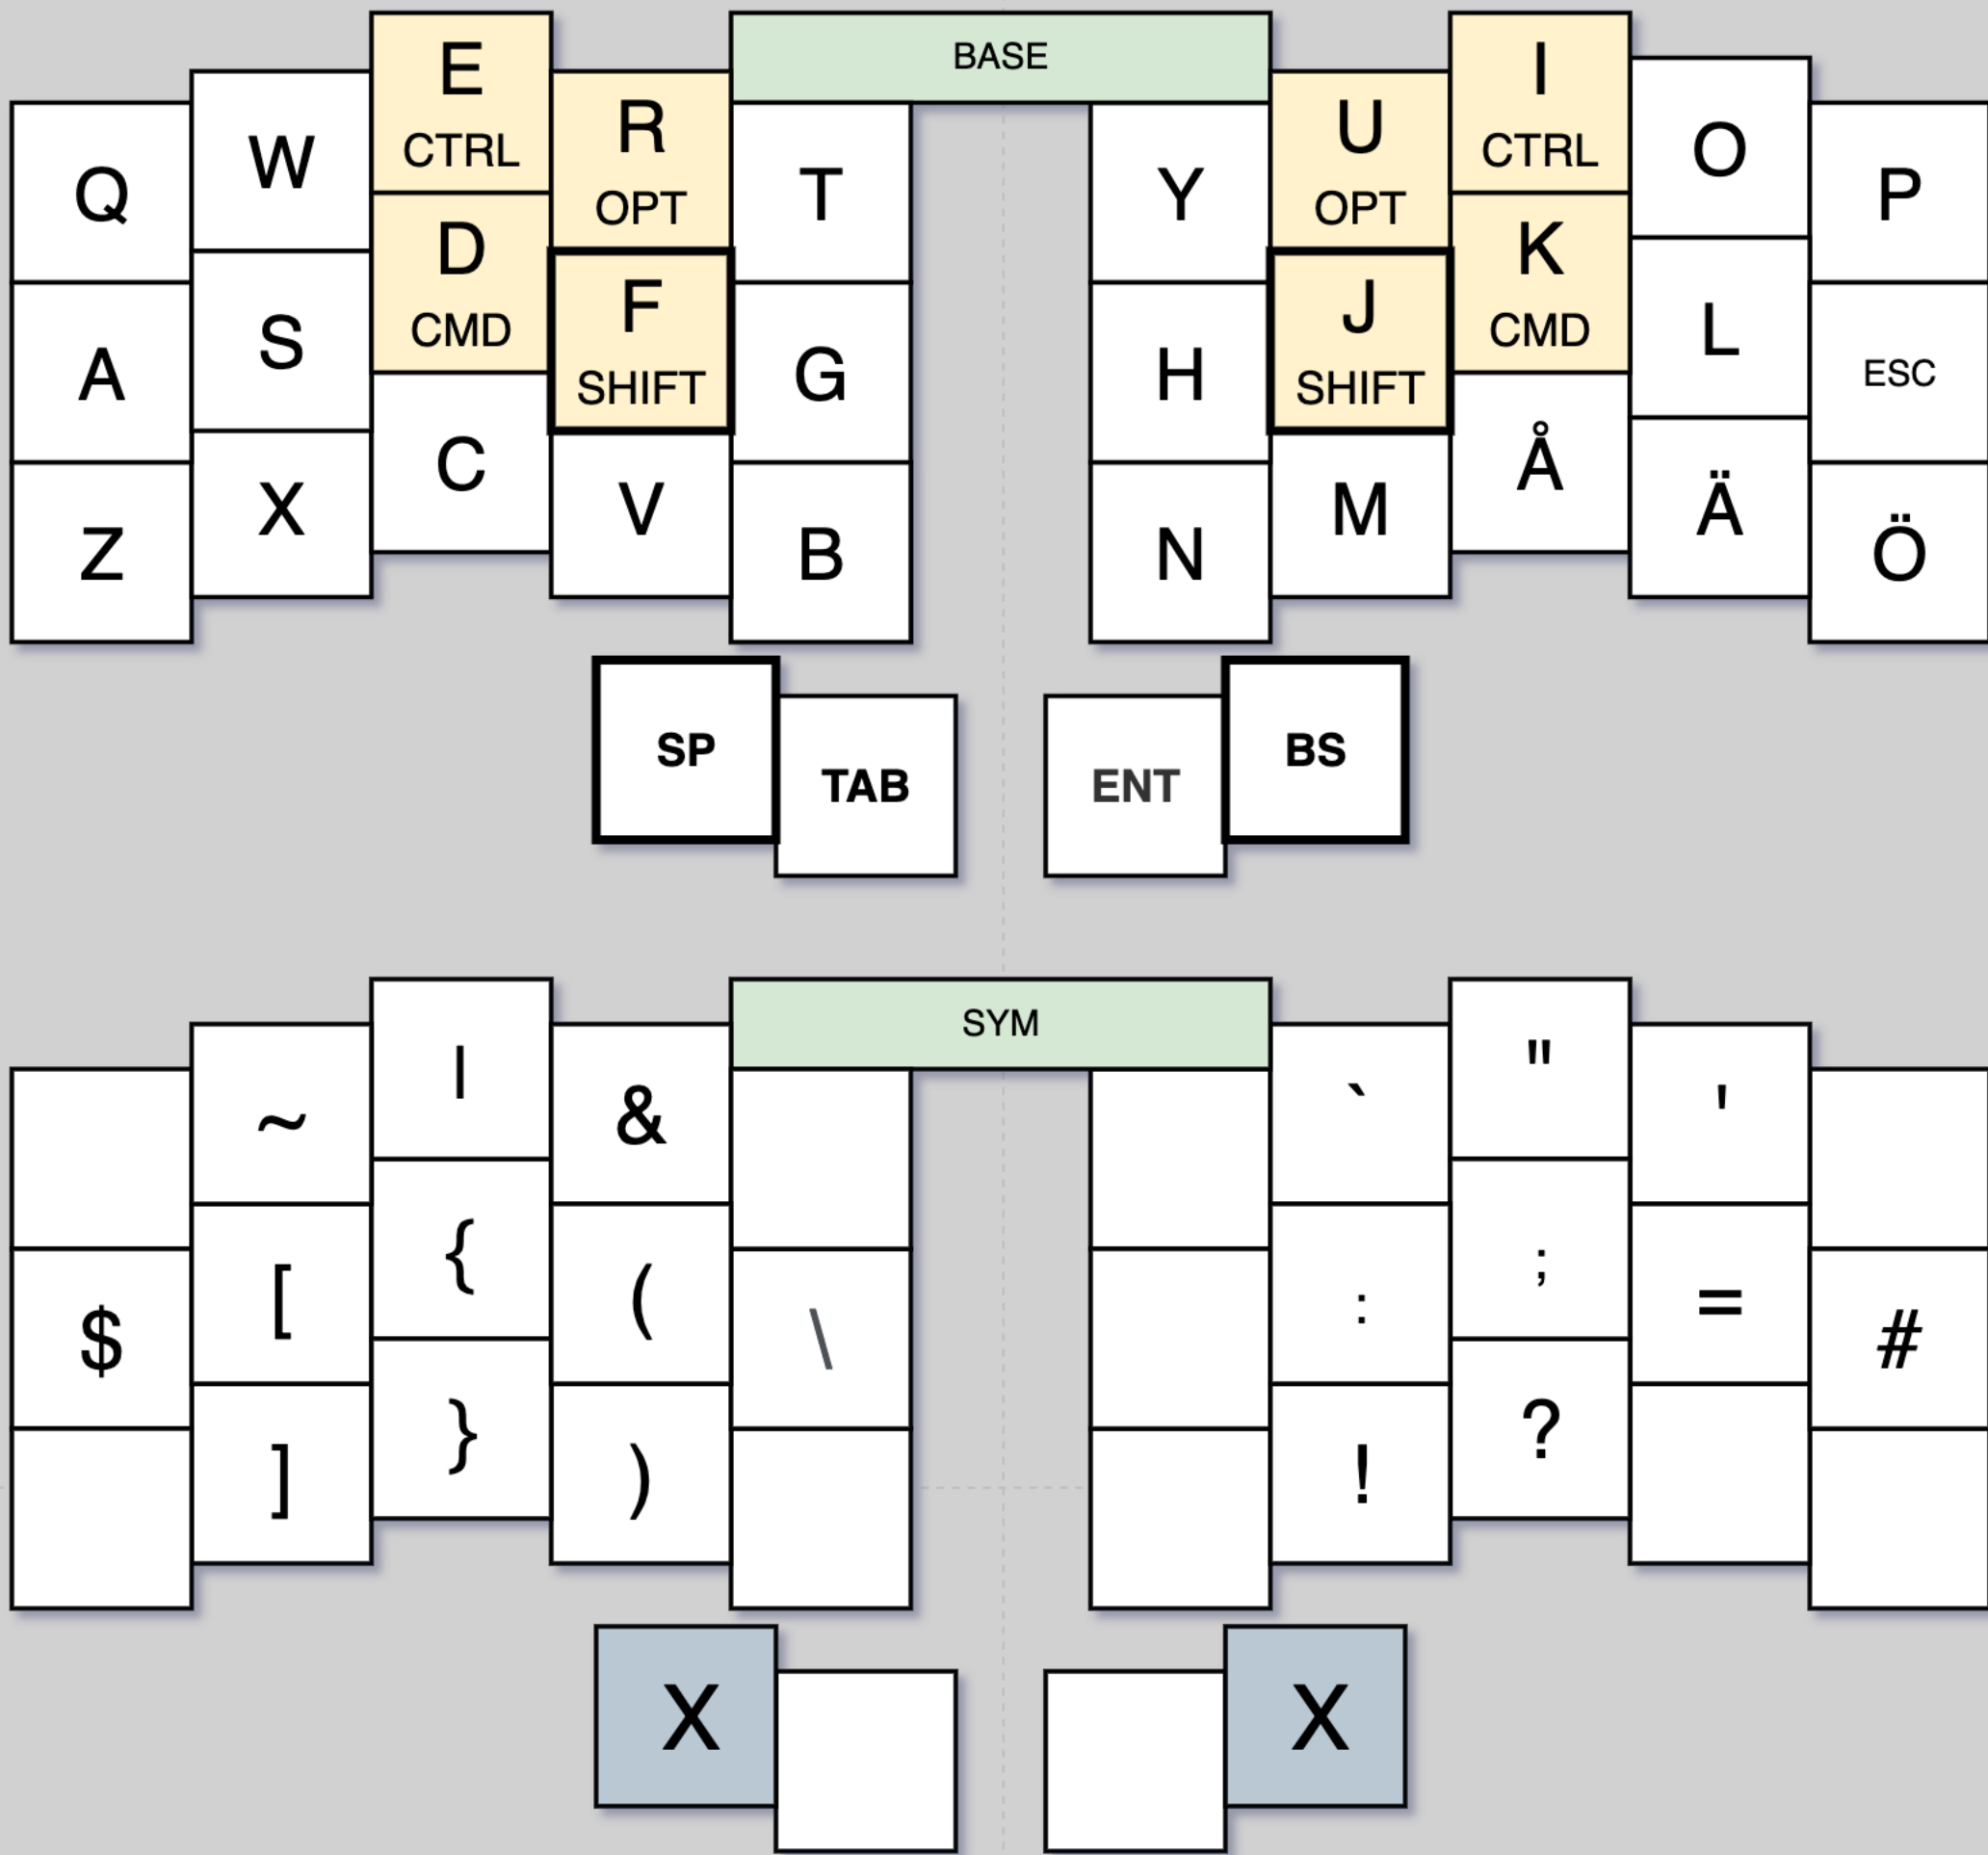 BASE
Q W E R T Y U I O P
CTRL OPT OPT CTRL
A S D F G H J K L ESC
CMD SHIFT SHIFT CMD
Z X C V B N M Å Ä Ö
SP TAB ENT BS
SYM
~ | & ` " '
$ [ { ( \ : ; = #
] } ) ! ?
X X